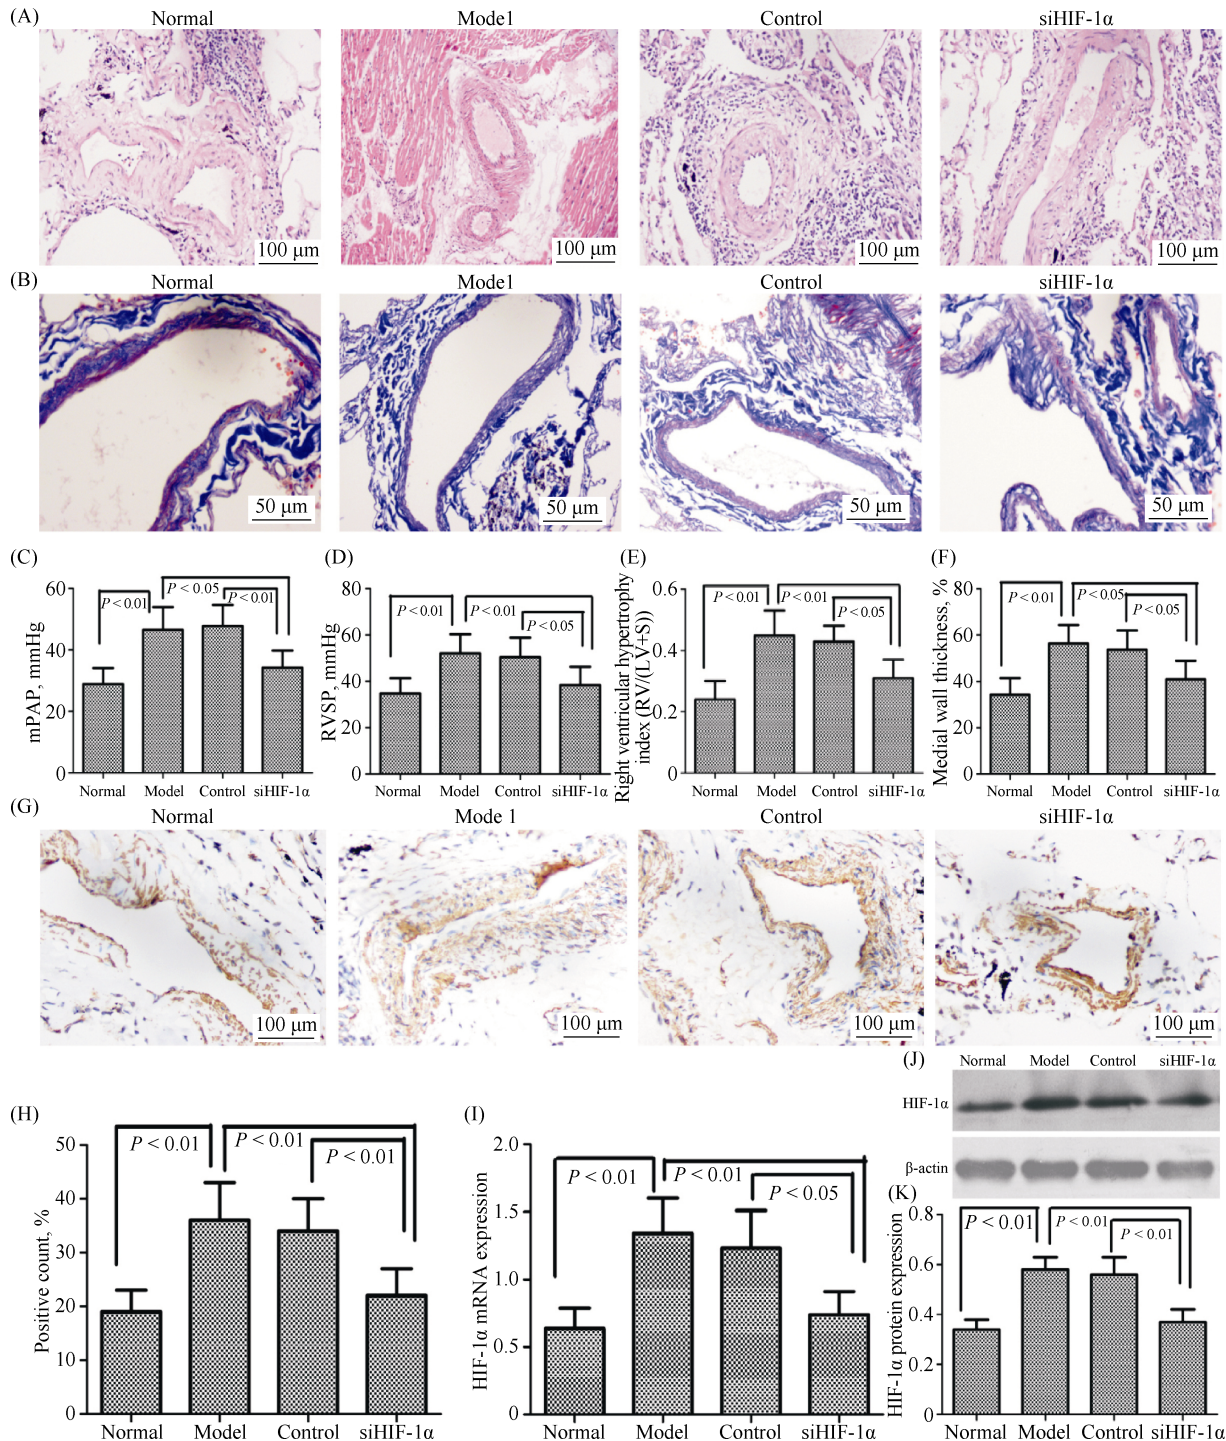 (A)
Normal
Mode1
Control
siHIF-1α
100 μm
100 μm
100 μm
100 μm
(B)
Normal
Mode1
Control
siHIF-1α
50 μm
50 μm
50 μm
50 μm
(C)
mPAP, mmHg
60
40
20
0
P < 0.01
P < 0.05
P < 0.01
Normal
Model
Control
siHIF-1α
(D)
RVSP, mmHg
80
60
40
20
0
P < 0.01
P < 0.01
P < 0.05
Normal
Model
Control
siHIF-1α
(E)
Right ventricular hypertrophy
index (RV/(LV+S))
0.6
0.4
0.2
0
P < 0.01
P < 0.01
P < 0.05
Normal
Model
Control
siHIF-1α
(F)
Medial wall thickness, %
80
60
40
20
0
P < 0.01
P < 0.05
P < 0.05
Normal
Model
Control
siHIF-1α
(G)
Normal
Mode 1
Control
siHIF-1α
100 μm
100 μm
100 μm
100 μm
(H)
Positive count, %
50
40
30
20
10
0
P < 0.01
P < 0.01
P < 0.01
Normal
Model
Control
siHIF-1α
(I)
HIF-1α mRNA expression
2.0
1.5
1.0
0.5
0
P < 0.01
P < 0.01
P < 0.05
Normal
Model
Control
siHIF-1α
(J)
Normal
Model
Control
siHIF-1α
HIF-1α
β-actin
(K)
HIF-1α protein expression
0.8
0.6
0.4
0.2
0
P < 0.01
P < 0.01
P < 0.01
Normal
Model
Control
siHIF-1α